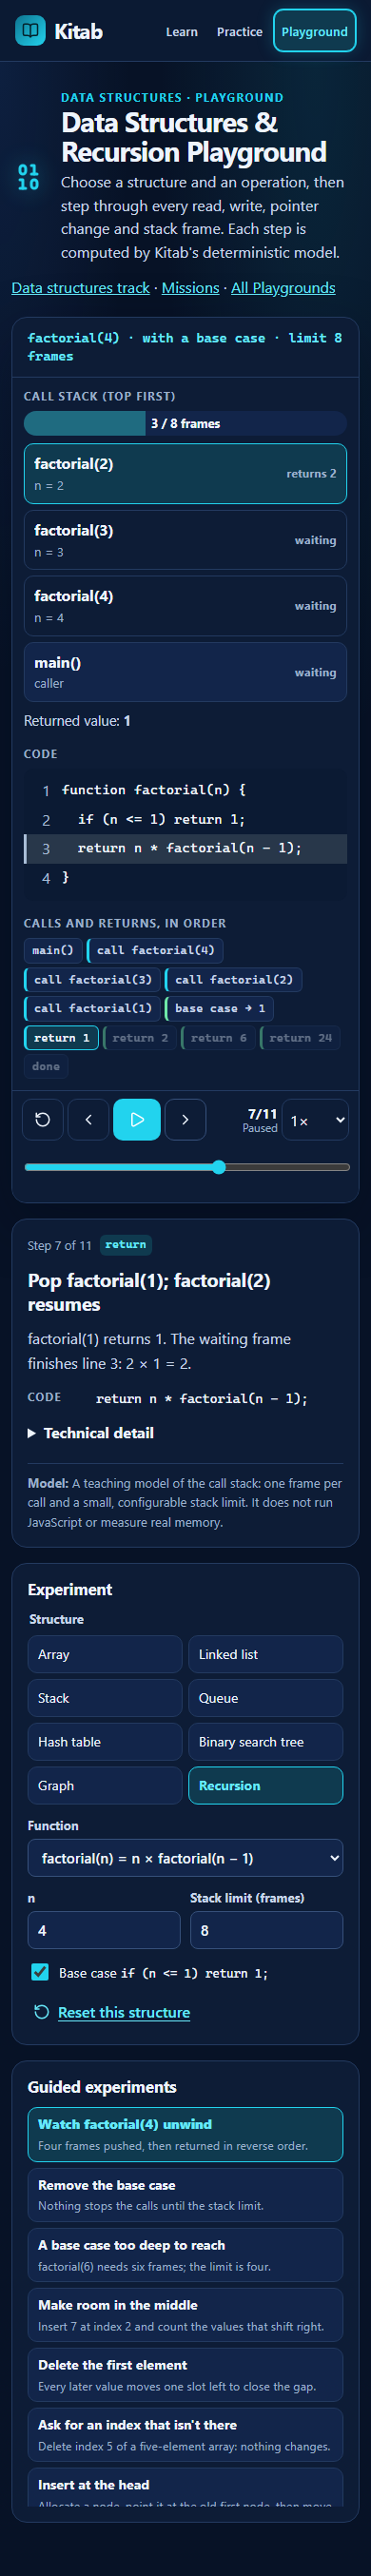 Kitab
Learn
Practice
Playground
DATA STRUCTURES · PLAYGROUND
01
10
Data Structures &
Recursion Playground
Choose a structure and an operation, then
step through every read, write, pointer
change and stack frame. Each step is
computed by Kitab's deterministic model.
Data structures track · Missions · All Playgrounds
factorial(4) · with a base case · limit 8
frames
CALL STACK (TOP FIRST)
3 / 8 frames
factorial(2)
n = 2
returns 2
factorial(3)
n = 3
waiting
factorial(4)
n = 4
waiting
main()
caller
waiting
Returned value: 1
CODE
1 function factorial(n) {
2 if (n <= 1) return 1;
3 return n * factorial(n − 1);
4 }
CALLS AND RETURNS, IN ORDER
main() call factorial(4)
call factorial(3) call factorial(2)
call factorial(1) base case → 1
return 1 return 2 return 6 return 24
done
7/11
Paused
1×
Step 7 of 11 return
Pop factorial(1); factorial(2)
resumes
factorial(1) returns 1. The waiting frame
finishes line 3: 2 × 1 = 2.
CODE return n * factorial(n − 1);
Technical detail
Model: A teaching model of the call stack: one frame per
call and a small, configurable stack limit. It does not run
JavaScript or measure real memory.
Experiment
Structure
Array
Linked list
Stack
Queue
Hash table
Binary search tree
Graph
Recursion
Function
factorial(n) = n × factorial(n − 1)
n
Stack limit (frames)
4
8
Base case if (n <= 1) return 1;
Reset this structure
Guided experiments
Watch factorial(4) unwind
Four frames pushed, then returned in reverse order.
Remove the base case
Nothing stops the calls until the stack limit.
A base case too deep to reach
factorial(6) needs six frames; the limit is four.
Make room in the middle
Insert 7 at index 2 and count the values that shift right.
Delete the first element
Every later value moves one slot left to close the gap.
Ask for an index that isn't there
Delete index 5 of a five-element array: nothing changes.
Insert at the head
Allocate a node, point it at the old first node, then move